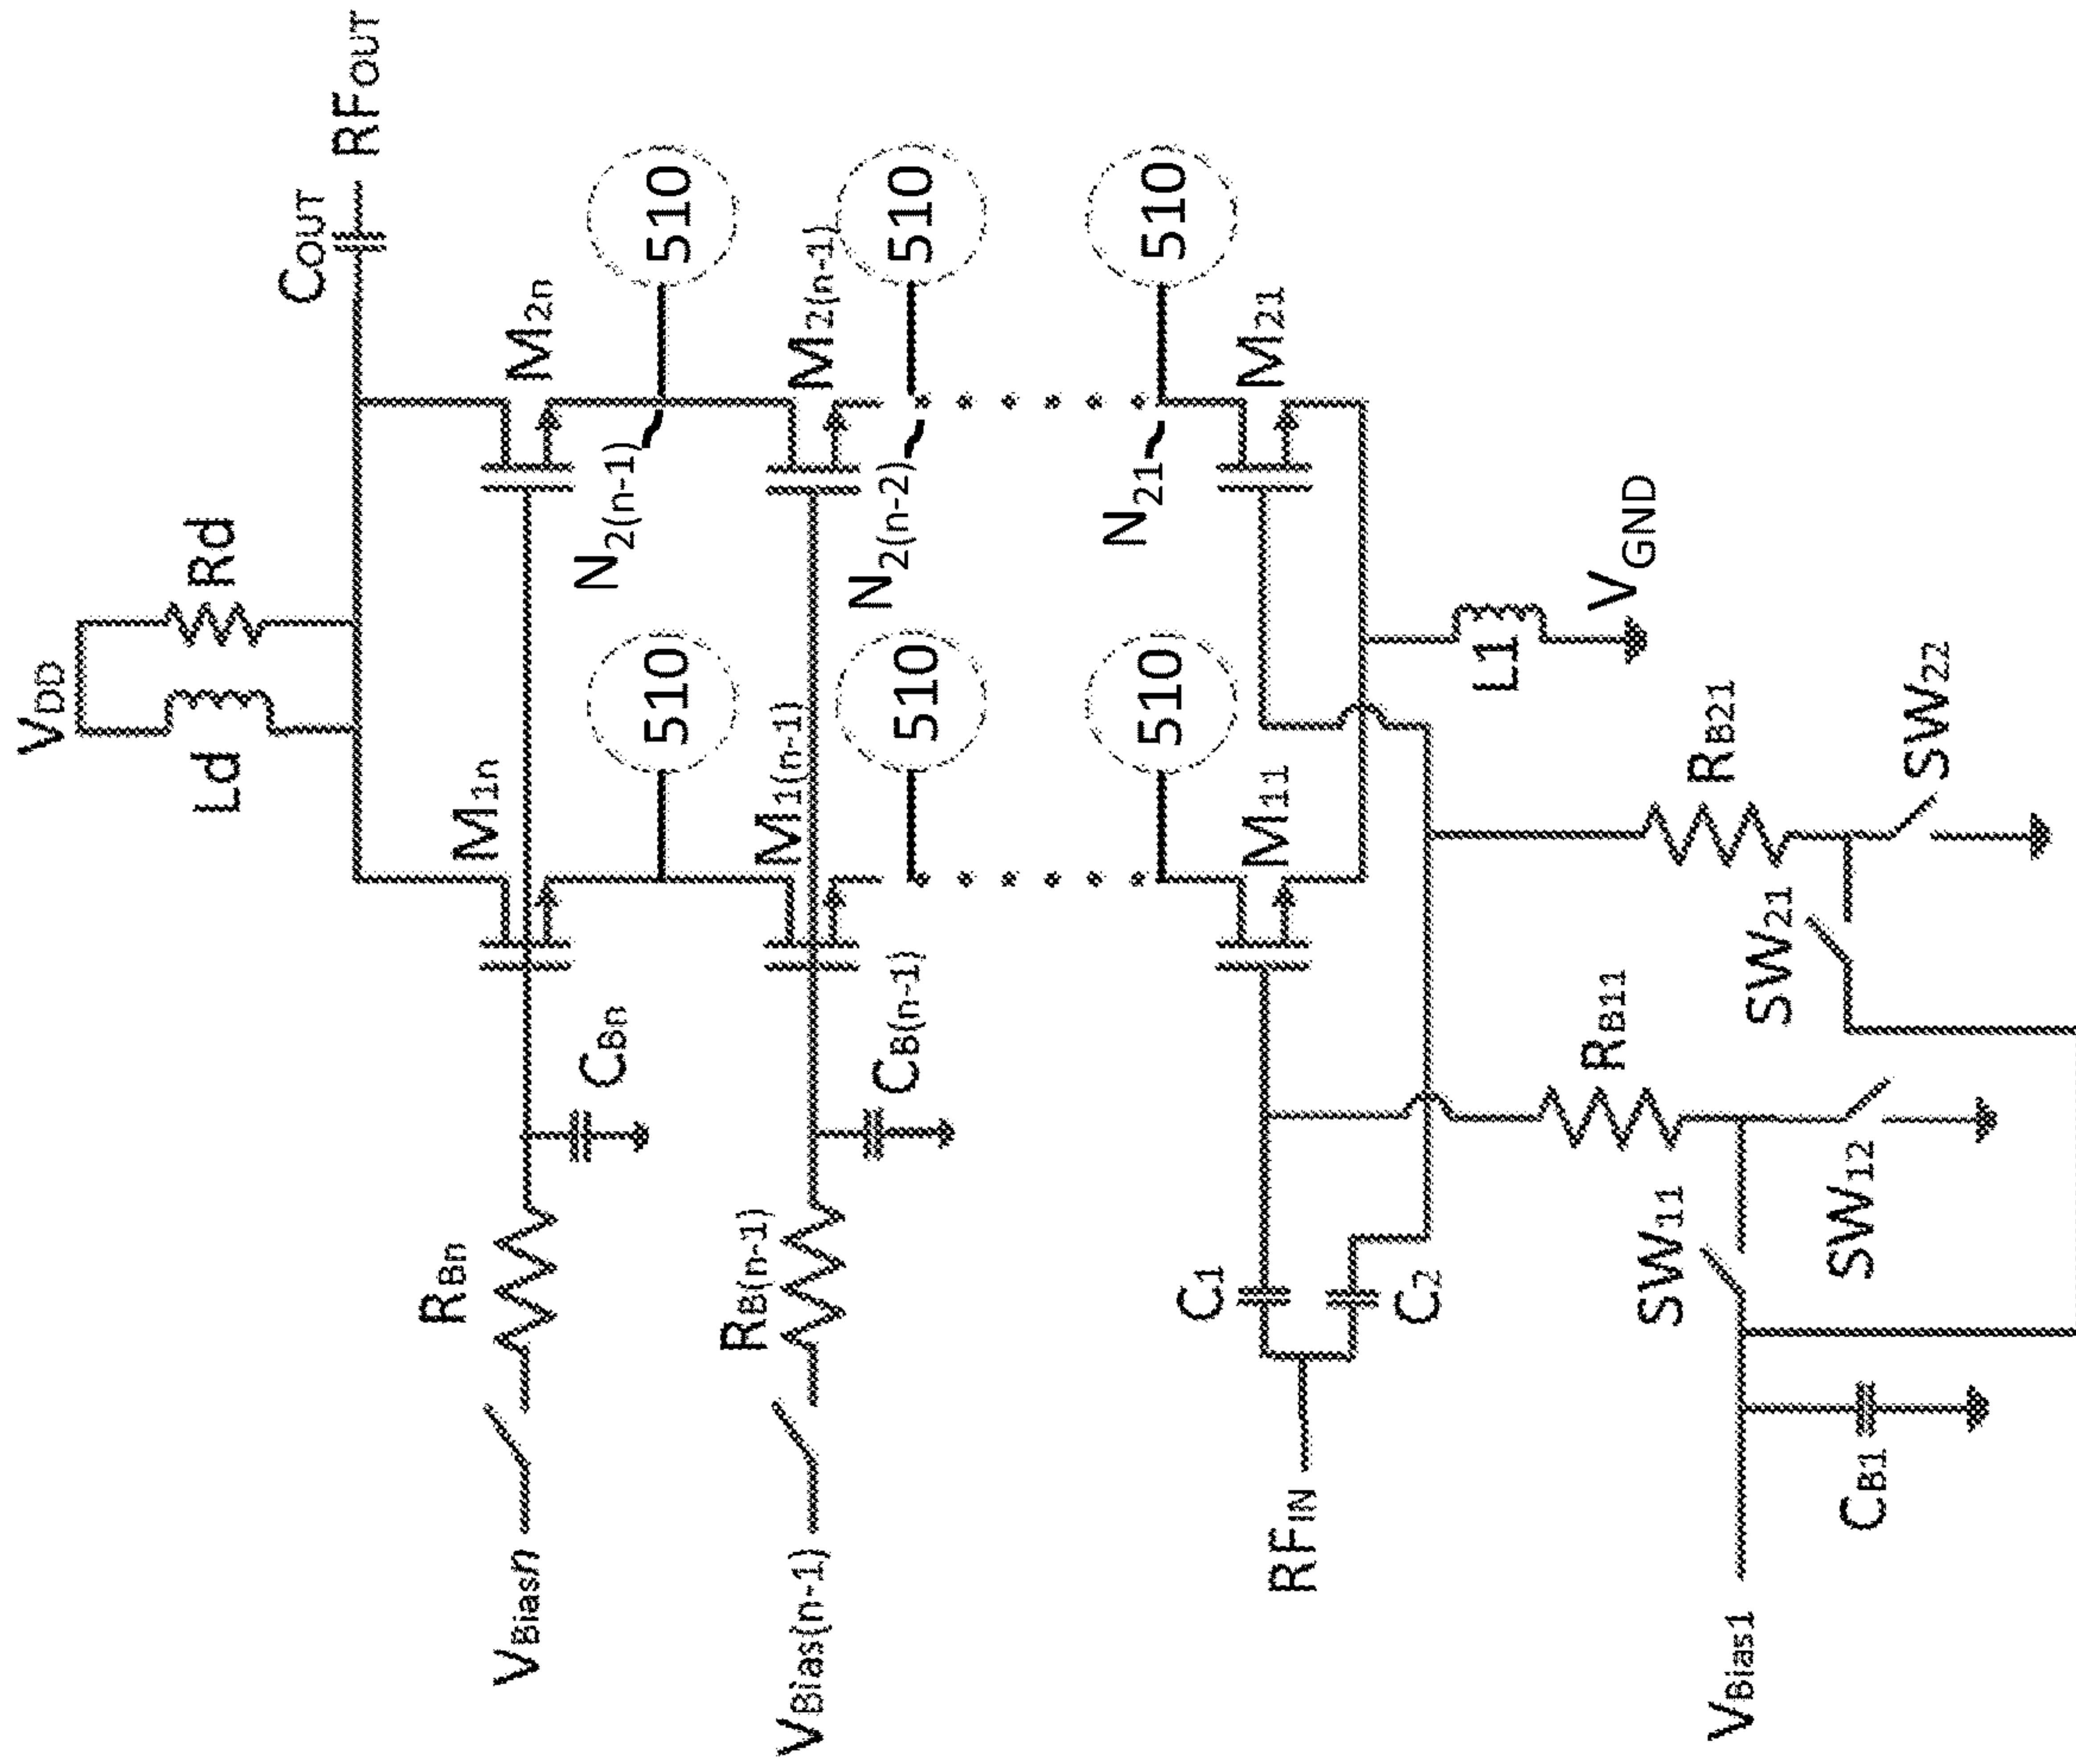 VDD
Ld
Rd
COUT
RFOUT
M1n
M2n
VBiasn
RBn
CBn
510
N2(n-1)
510
VBias(n-1)
RB(n-1)
CB(n-1)
M1(n-1)
M2(n-1)
510
N2(n-2)
510
510
N21
510
RFIN
C1
C2
M11
M21
L1
VGND
RB11
RB21
VBias1
CB1
SW11
SW12
SW21
SW22